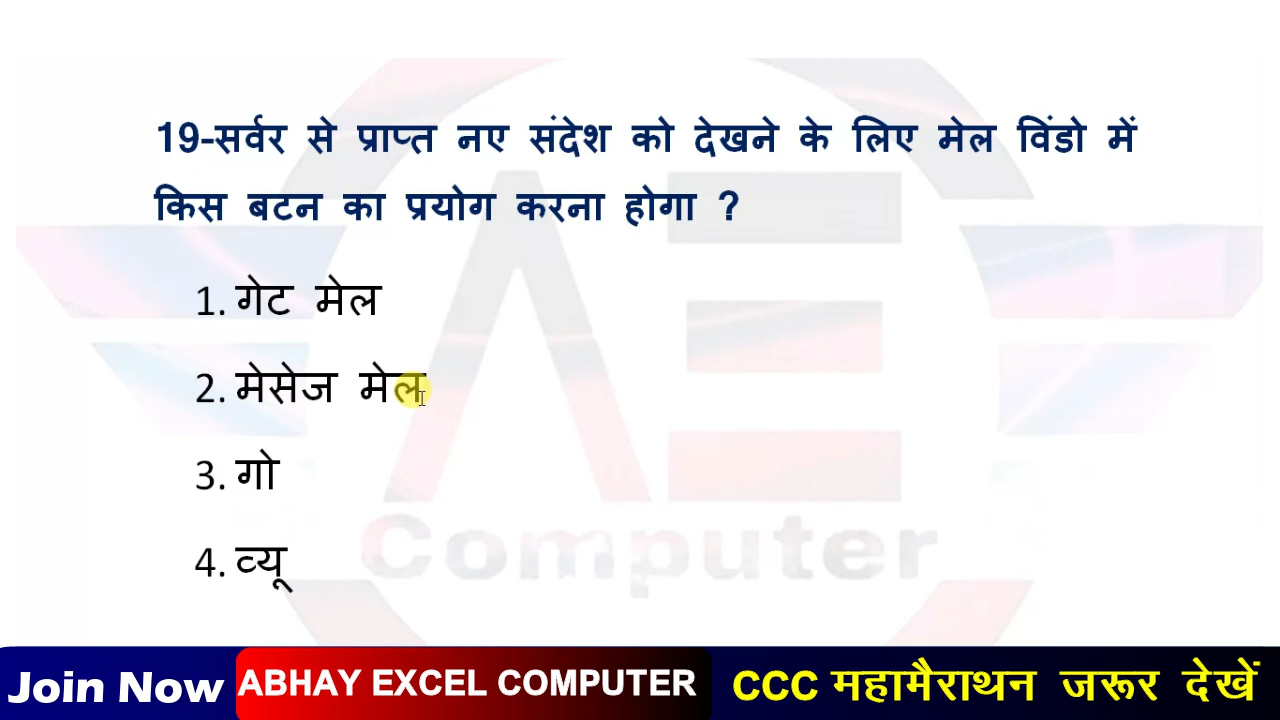 19-सर्वर से प्राप्त नए संदेश को देखने के लिए मेल विंडो में
किस बटन का प्रयोग करना होगा ?
1. गेट मेल
2. मेसेज मेल
3. गो
4. व्यू
Computer
Join Now ABHAY EXCEL COMPUTER CCC महामैराथन जरूर देखें